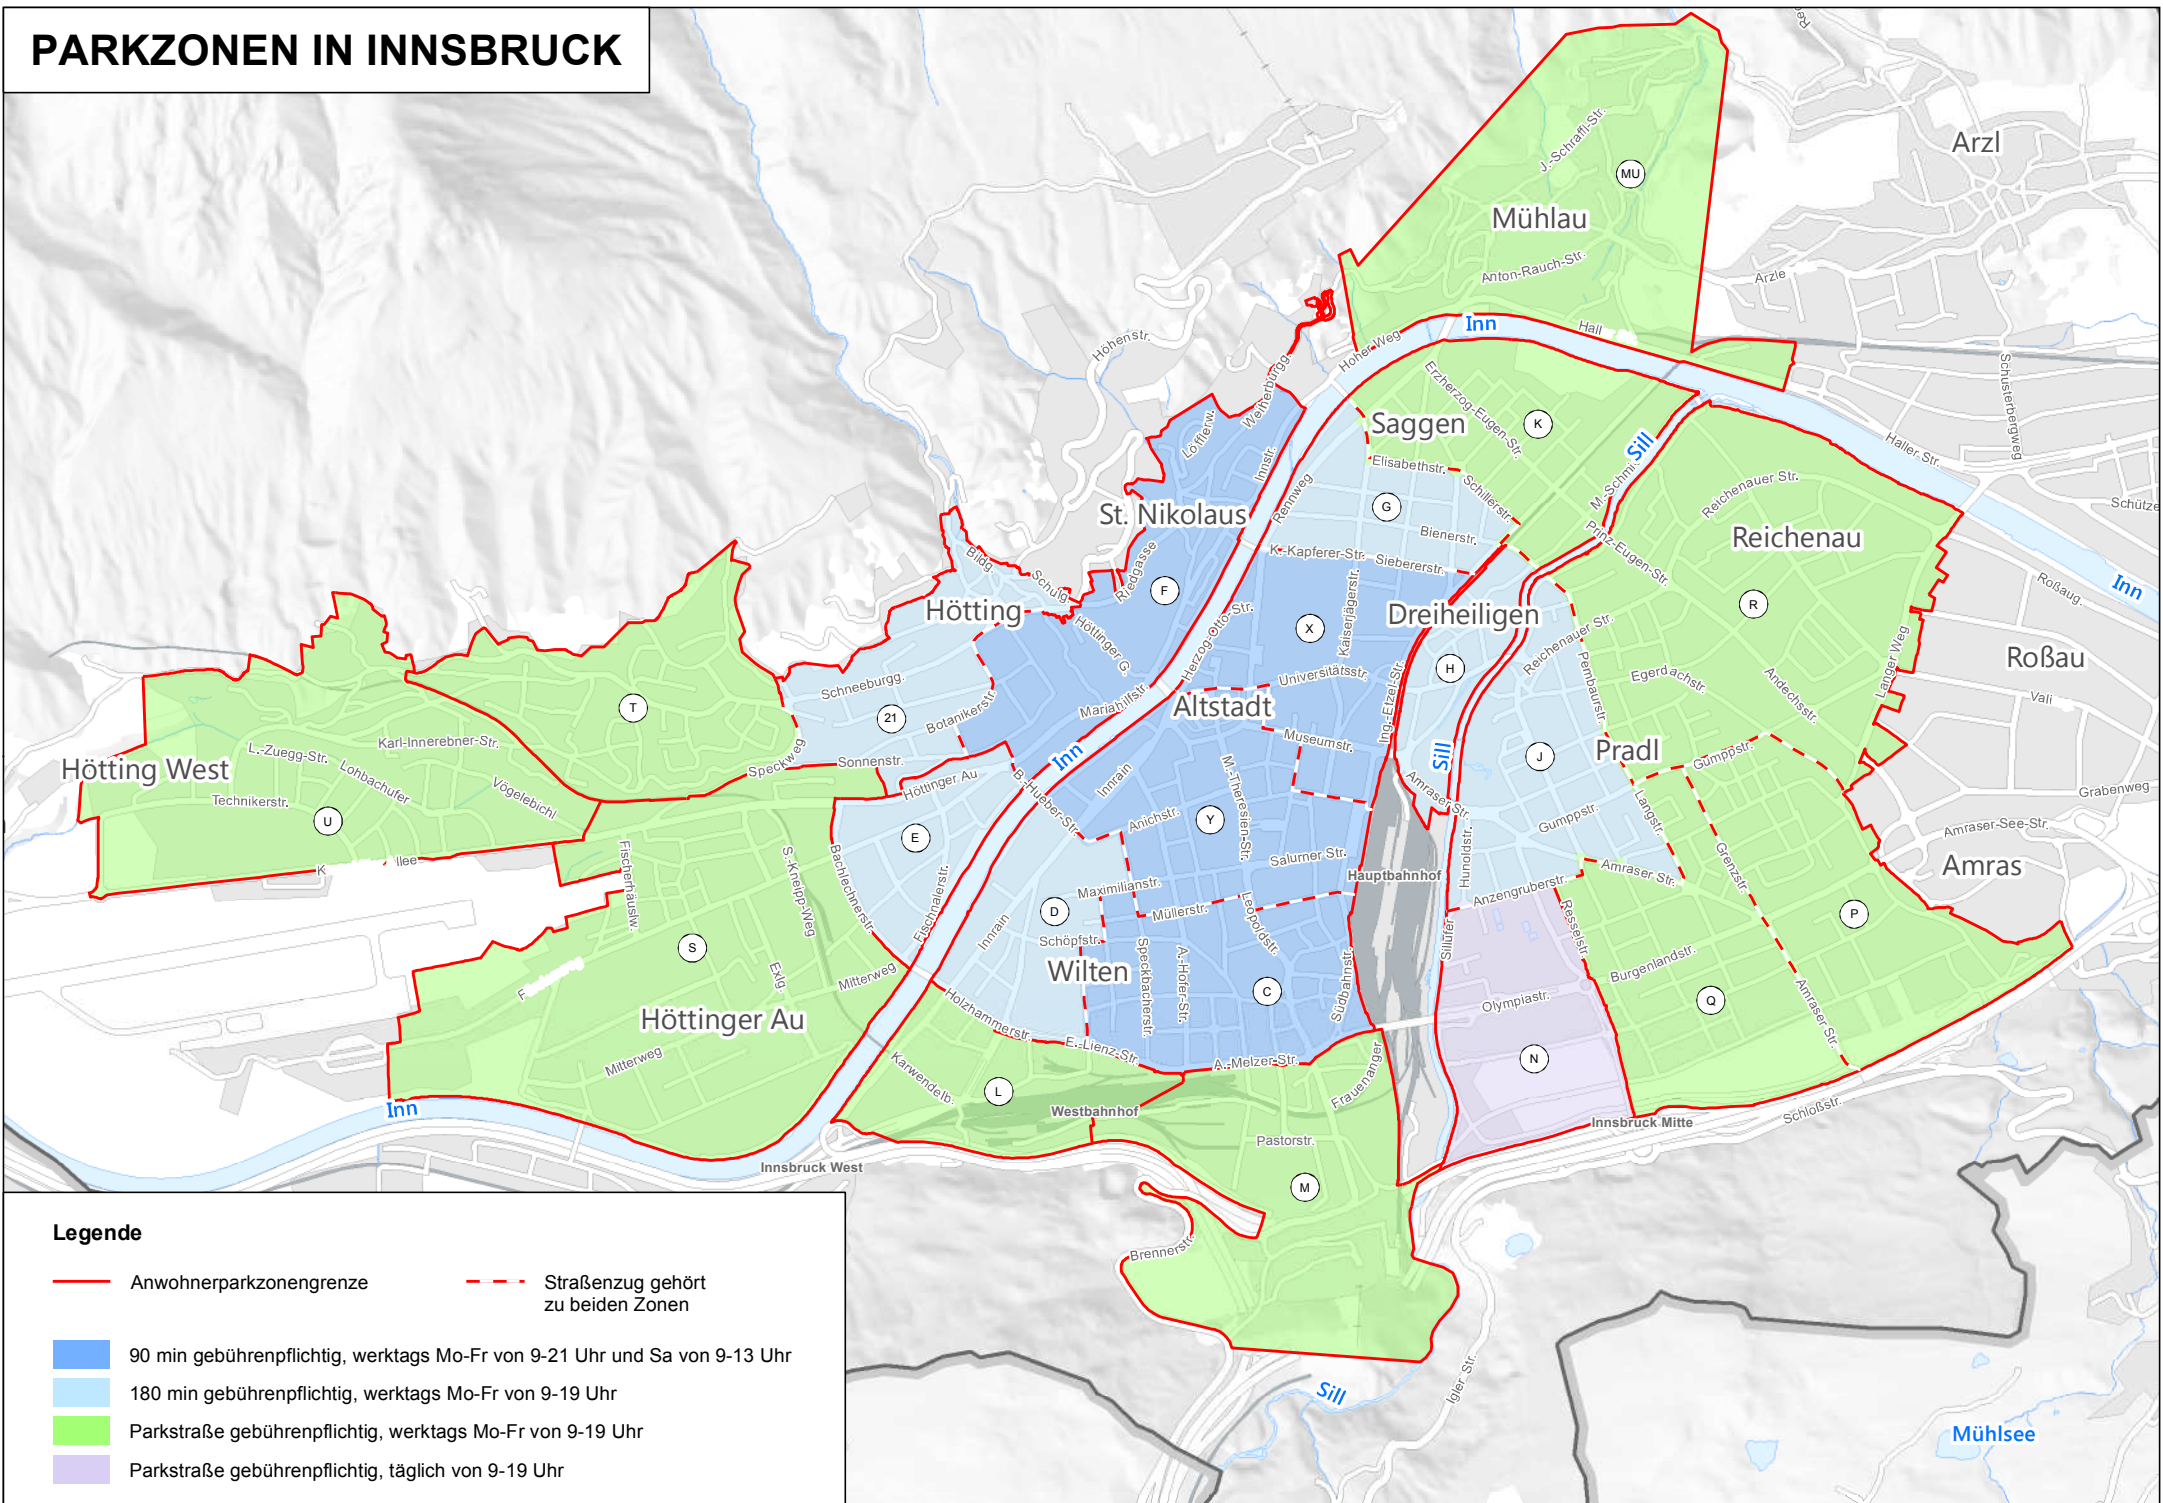 PARKZONEN IN INNSBRUCK
Arzl
J.-Schraffl-Str.
MU
Mühlau
Anton-Rauch-Str.
Arzle
Inn
Hall
Höhenstr.
Hoher Weg
Weiherburgg.
Schusterbergweg
Löfflerw.
Innstr.
Saggen
Erzherzog-Eugen-Str.
K
Sill
Haller Str.
Elisabethstr.
Schillerstr.
M.-Schmi
Reichenauer Str.
Schütze
St. Nikolaus
Rennweg
G
Bienerstr.
Prinz-Eugen-Str.
Reichenau
K.-Kapferer-Str.
Siebererstr.
Bildg.
Schulg.
Riedgasse
F
Hötting
Höttinger G.
Herzog-Otto-Str.
X
Kaiserjägerstr.
Dreiheiligen
R
Roßaug.
Inn
Reichenauer Str.
Pembaurstr.
Egerdachstr.
Andechsstr.
Langer Weg
Roßau
Vali
H
Schneeburgg.
21
Botanikerstr.
Mariahilfstr.
Universitätsstr.
Altstadt
Ing.-Etzel-Str.
Museumstr.
T
Karl-Innerebner-Str.
L.-Zuegg-Str.
Lohbachufer
Vögelebichl
Hötting West
Technikerstr.
U
K
llee
Speckweg
Sonnenstr.
Höttinger Au
B.-Hueber-Str.
Inn
Innrain
M.-Theresien-Str.
Anichstr.
Y
Salurner Str.
Hauptbahnhof
Sill
Amraser Str.
J
Pradl
Gumppstr.
Gumppstr.
Langstr.
Grenzstr.
Grabenweg
Amraser-See-Str.
Amras
E
Bachlechnerstr.
Fischnalerstr.
Fischerhäuslw.
S.-Kneipp-Weg
Maximilianstr.
D
Müllerstr.
Leopoldstr.
Innrain
Schöpfstr.
Hunoldstr.
Anzengruberstr.
Amraser Str.
Resselstr.
P
Sillufer
S
F
Exlg.
Mitterweg
Wilten
Speckbacherstr.
A.-Hofer-Str.
C
Südbahnstr.
Olympiastr.
Burgenlandstr.
Q
Amraser Str.
Höttinger Au
Mitterweg
Holzhammerstr.
E.-Lienz-Str.
A.-Melzer-Str.
N
Karwendelb.
L
Westbahnhof
Frauenanger
Inn
Innsbruck Mitte
Schloßstr.
Pastorstr.
Innsbruck West
M
Brennerstr.
Igler Str.
Sill
Mühlsee
Legende
Anwohnerparkzonengrenze
Straßenzug gehört
zu beiden Zonen
90 min gebührenpflichtig, werktags Mo-Fr von 9-21 Uhr und Sa von 9-13 Uhr
180 min gebührenpflichtig, werktags Mo-Fr von 9-19 Uhr
Parkstraße gebührenpflichtig, werktags Mo-Fr von 9-19 Uhr
Parkstraße gebührenpflichtig, täglich von 9-19 Uhr